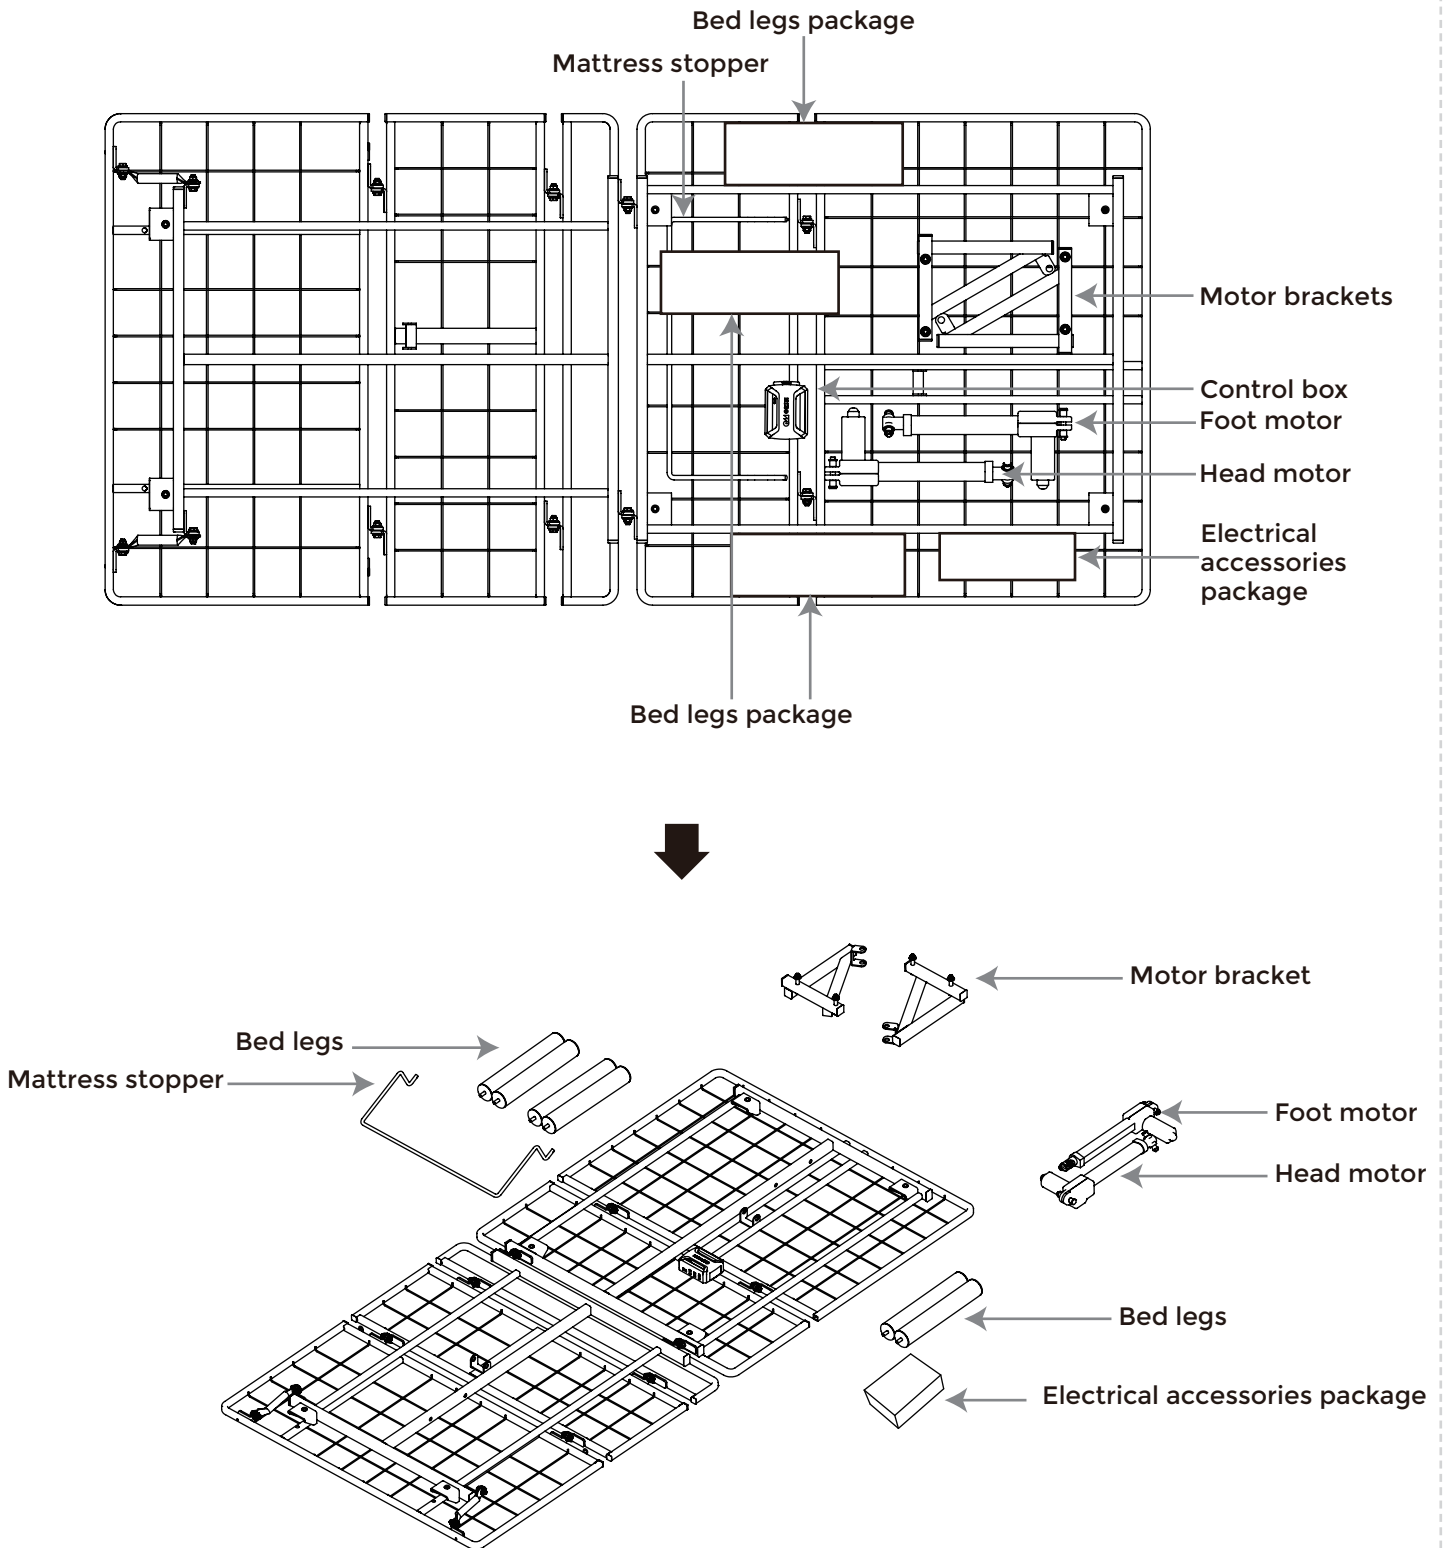 Bed legs package
Mattress stopper
Motor brackets
Control box
Foot motor
Head motor
Electrical
accessories
package
Bed legs package
Motor bracket
Bed legs
Mattress stopper
Foot motor
Head motor
Bed legs
Electrical accessories package